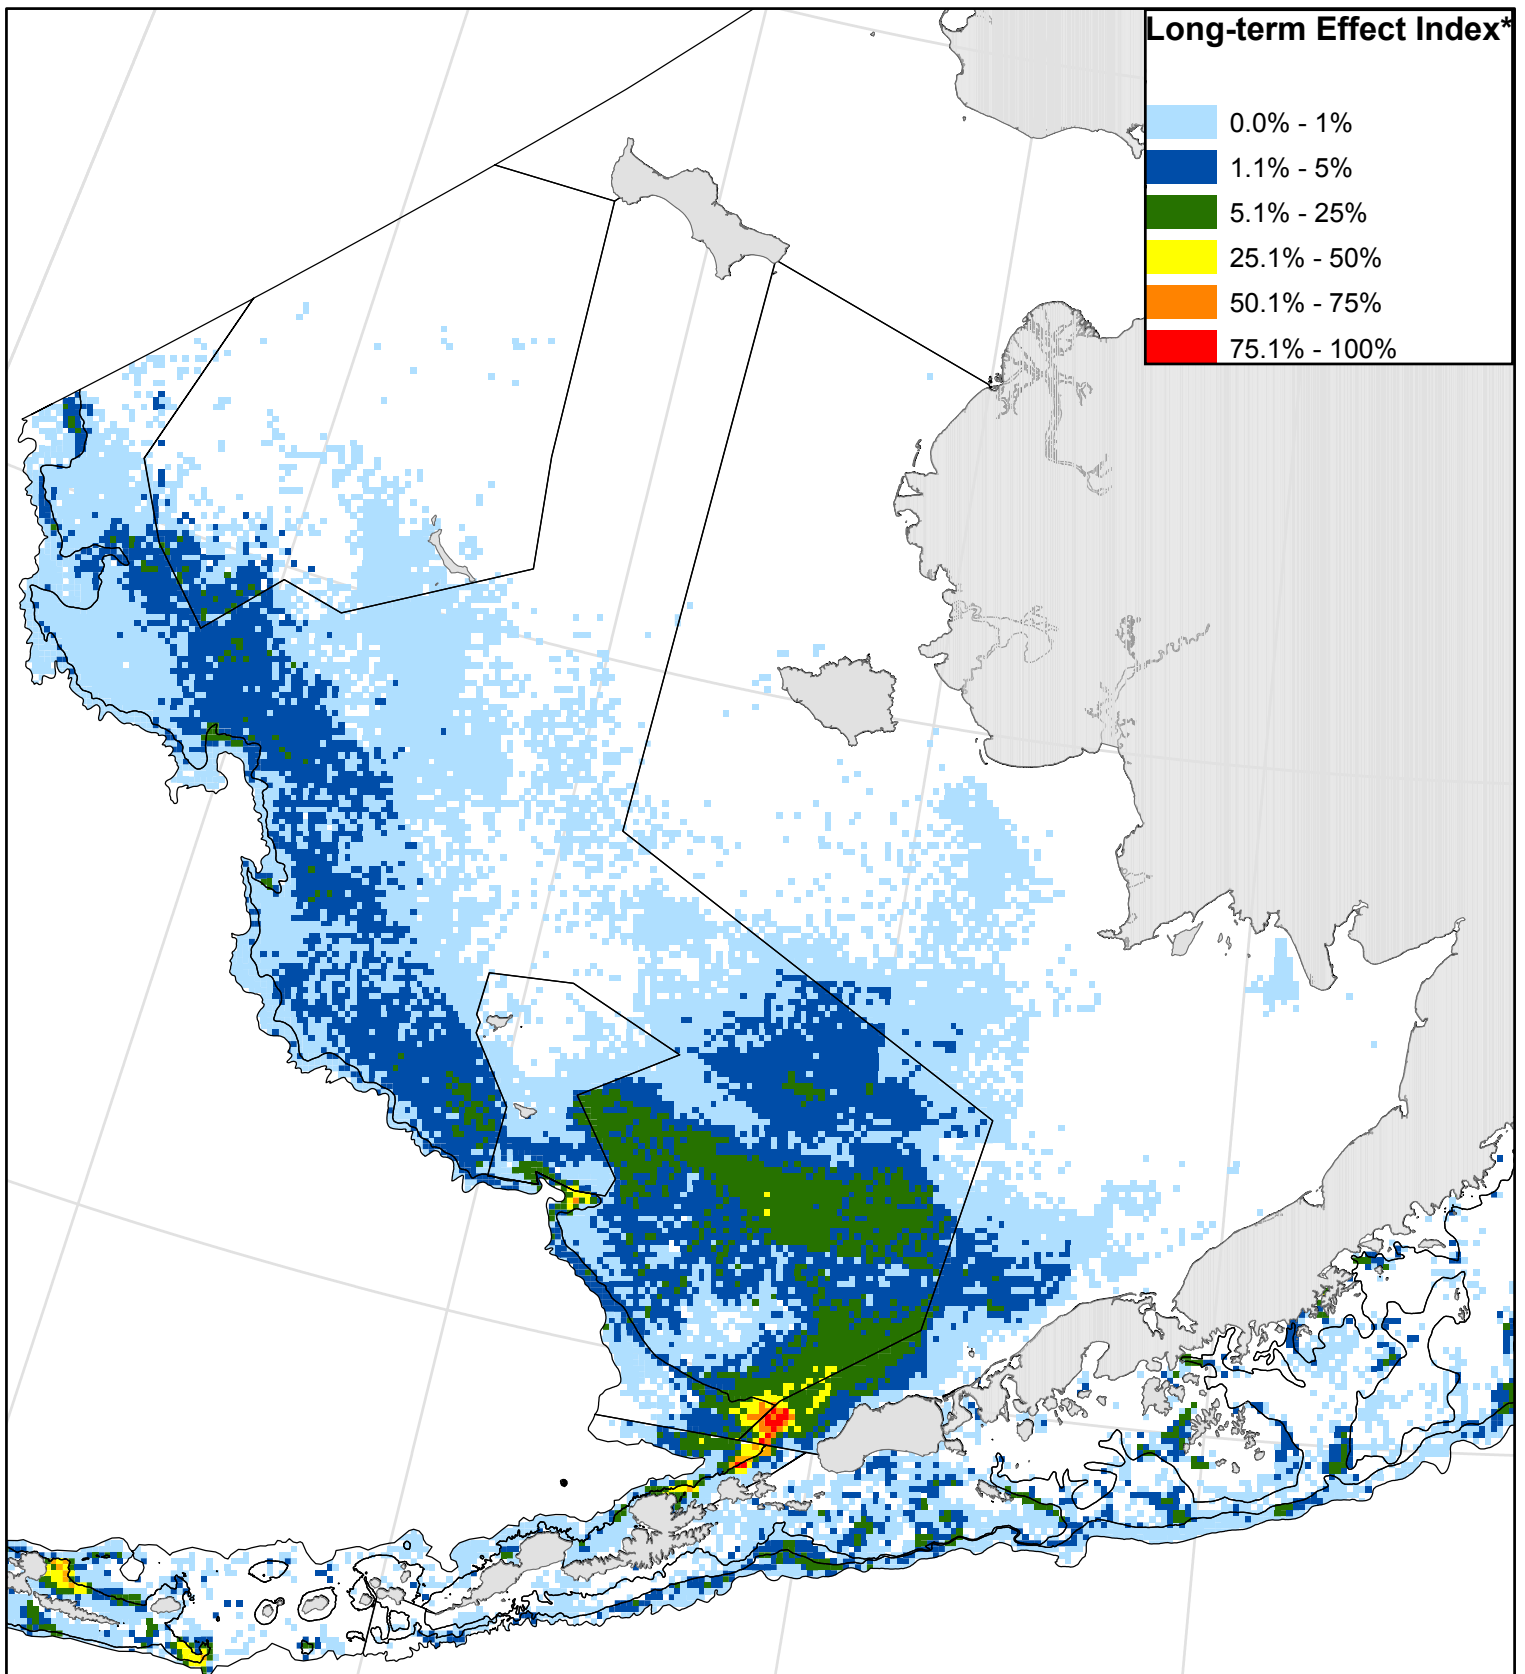 Long-term Effect Index*
0.0% - 1%
1.1% - 5%
5.1% - 25%
25.1% - 50%
50.1% - 75%
75.1% - 100%